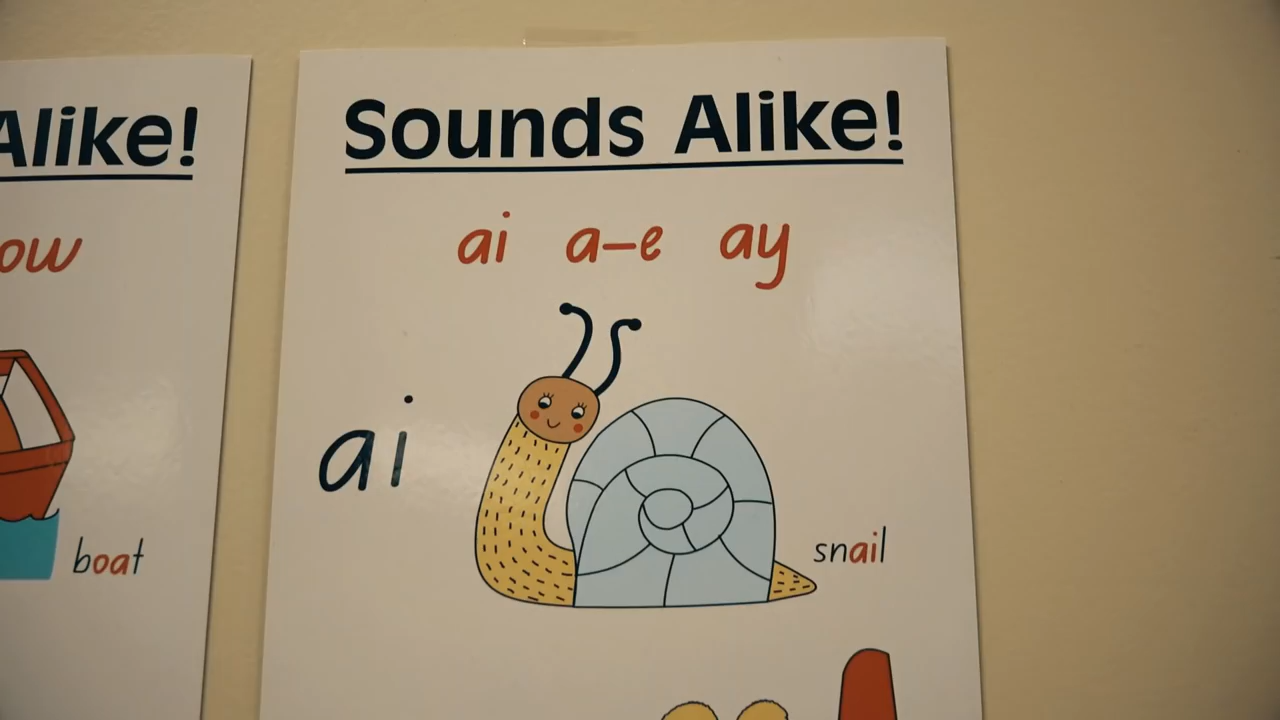 Alike!
ow
boat
Sounds Alike!
ai a–e ay
ai
snail